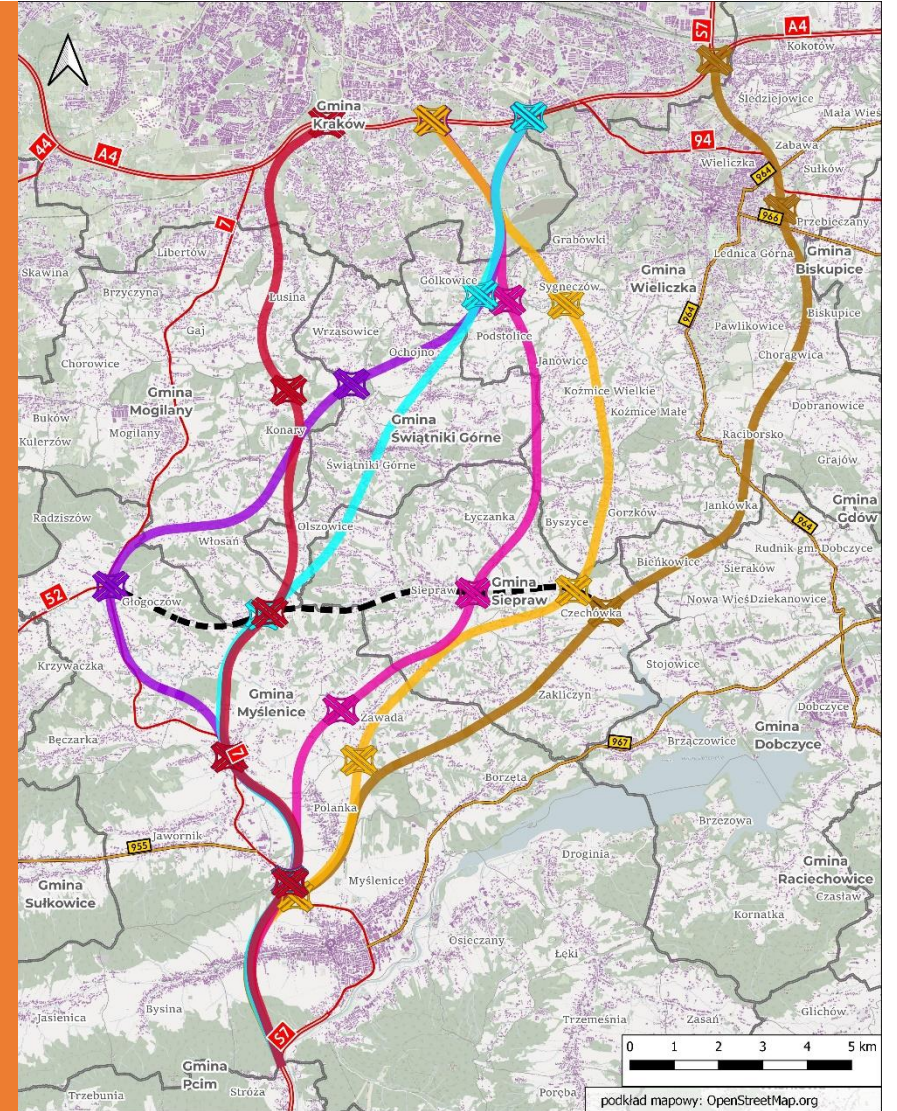 S7
A4
Kokotów
Gmina
Kraków
Śledziejowice
Mała Wieś
44
A4
94
Zabawa
Wieliczka
964
Sułków
7
966
Przebieczany
Libertów
Grabówki
Lednica Górna
Gmina
Biskupice
Skawina
Gmina
Wieliczka
Gólkowice
Sygneczów
Brzyczyna
Lusina
964
Biskupice
Gaj
Wrząsowice
Podstolice
Pawlikowice
Ochojno
Janowice
Chorągwica
Chorowice
Gmina
Mogilany
Koźmice Wielkie
Dobranowice
Buków
Gmina
Świątniki Górne
Koźmice Małe
Kulerzów
Mogilany
Konary
Raciborsko
Świątniki Górne
Grajów
Radziszów
Łyczanka
Jankówka
Gmina
Gdów
Olszowice
Byszyce
Gorzków
964
Włosań
Rudnik gm. Dobczyce
Bieńkowice
Sieraków
52
Głogoczów
Siepraw
Gmina
Siepraw
Czechówka
Nowa Wieś
Dziekanowice
Krzywaczka
Stojowice
Gmina
Myślenice
Zakliczyn
Zawada
Dobczyce
Bęczarka
7
967
Brzączowice
Gmina
Dobczyce
Borzęta
Polanka
Jawornik
955
Brzezowa
Droginia
Gmina
Sułkowice
Myślenice
Gmina
Raciechowice
Czasław
Kornatka
Osieczany
Łęki
Bysina
Jasienica
Trzemeśnia
Zasań
Glichów
S7
Gmina
Pcim
Stróża
Trzebunia
Poręba
0 1 2 3 4 5 km
podkład mapowy: OpenStreetMap.org